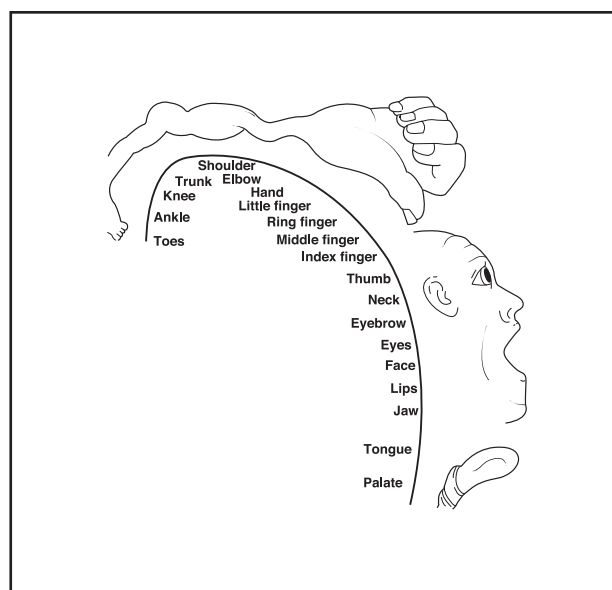 Shoulder
Trunk
Elbow
Knee
Hand
Little finger
Ankle
Ring finger
Toes
Middle finger
Index finger
Thumb
Neck
Eyebrow
Eyes
Face
Lips
Jaw
Tongue
Palate